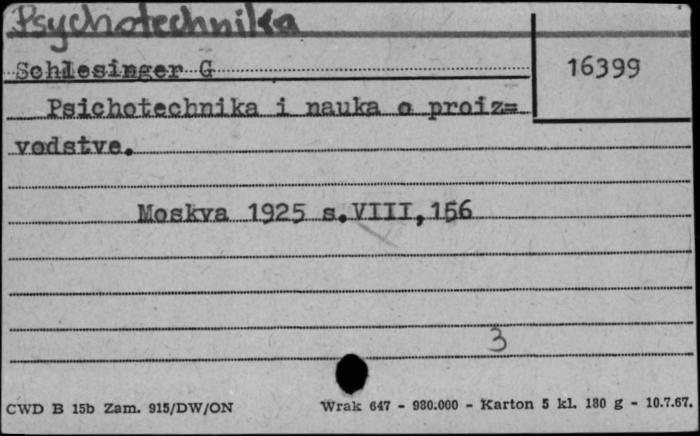 Psychotechnika
Schlesinger G
16399
Psichotechnika i nauka o proiz=
vodstve.
Moskva 1925 s.VIII,156
3
CWD B 15b Zam. 915/DW/ON
Wrak 647 - 980.000 - Karton 5 kl. 180 g - 10.7.67.